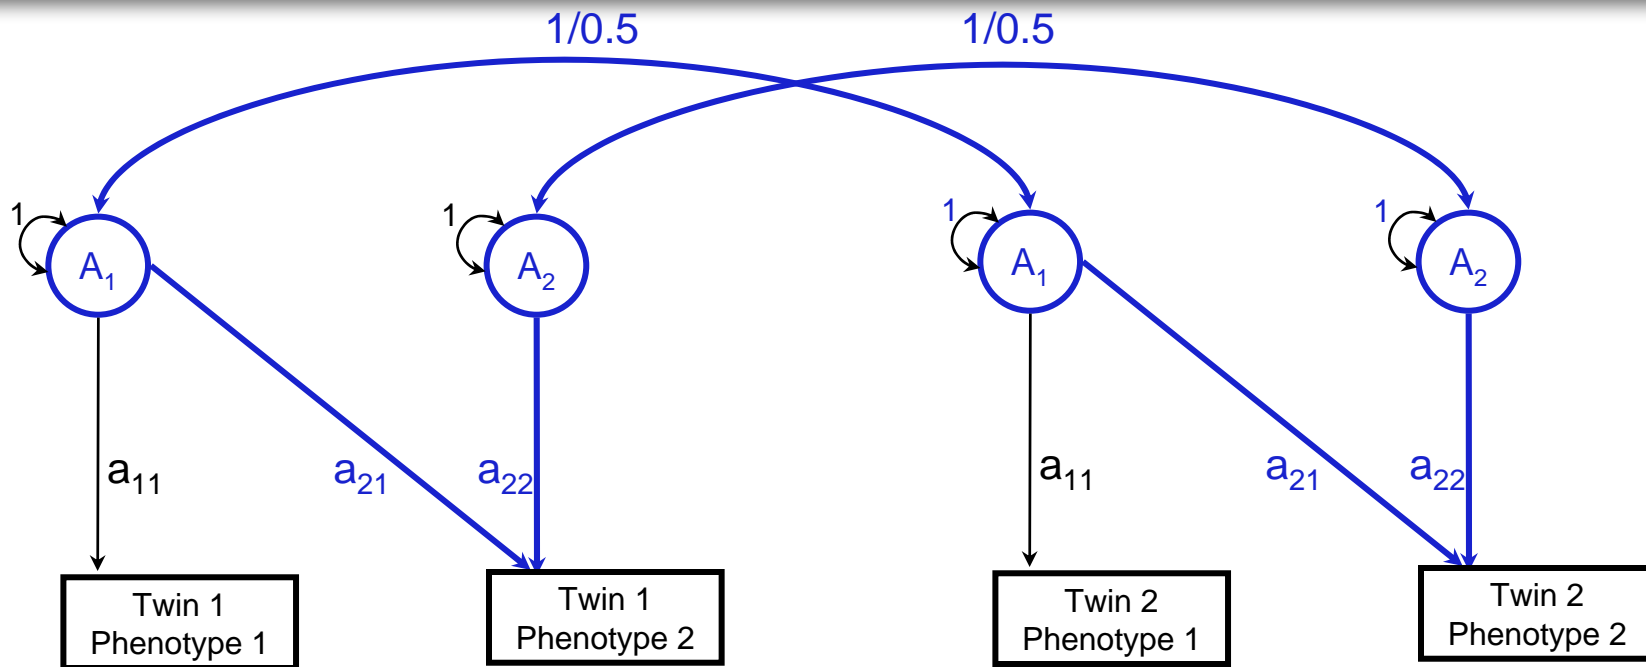 1/0.5 1/0.5
1 1 1 1
A₁ A₂ A₁ A₂
a₁₁ a₂₁ a₂₂ a₁₁ a₂₁ a₂₂
Twin 1
Phenotype 1
Twin 1
Phenotype 2
Twin 2
Phenotype 1
Twin 2
Phenotype 2